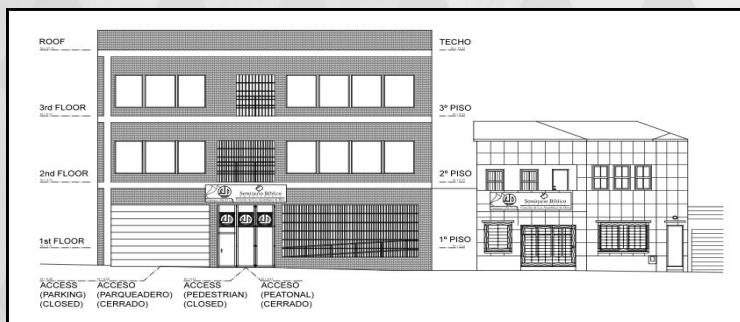 ROOF
TECHO
3rd FLOOR
3º PISO
2nd FLOOR
2º PISO
Seminario Bíblico
Seminario Bíblico
1st FLOOR
1º PISO
ACCESS
(PARKING)
(CLOSED)
ACCESO
(PARQUEADERO)
(CERRADO)
ACCESS
(PEDESTRIAN)
(CLOSED)
ACCESO
(PEATONAL)
(CERRADO)